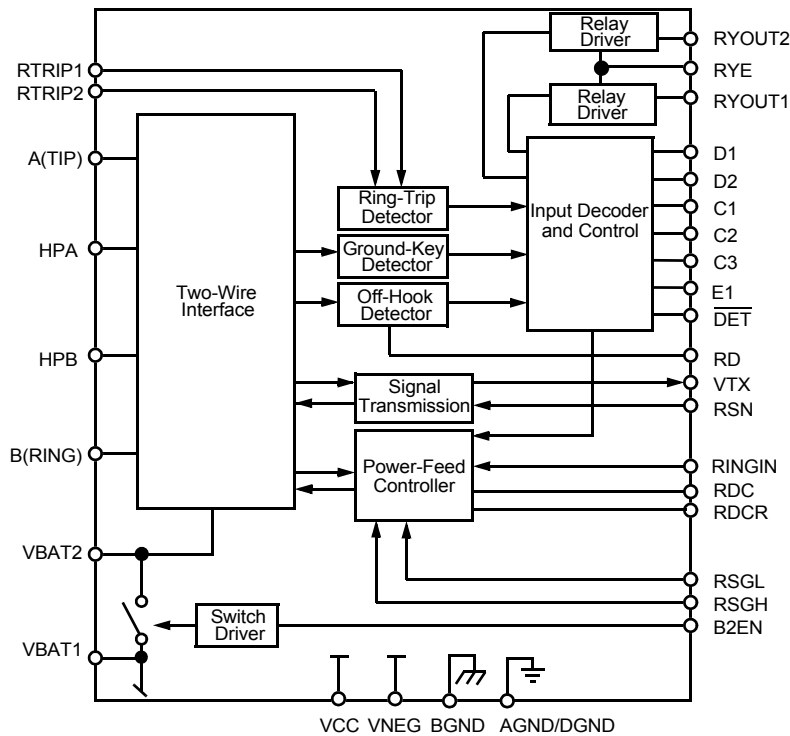 RTRIP1
RTRIP2
A(TIP)
HPA
HPB
B(RING)
VBAT2
VBAT1
Two-Wire
Interface
Ring-Trip
Detector
Ground-Key
Detector
Off-Hook
Detector
Signal
Transmission
Power-Feed
Controller
Switch
Driver
Relay
Driver
Relay
Driver
Input Decoder
and Control
RYOUT2
RYE
RYOUT1
D1
D2
C1
C2
C3
E1
DET
RD
VTX
RSN
RINGIN
RDC
RDCR
RSGL
RSGH
B2EN
VCC VNEG BGND AGND/DGND